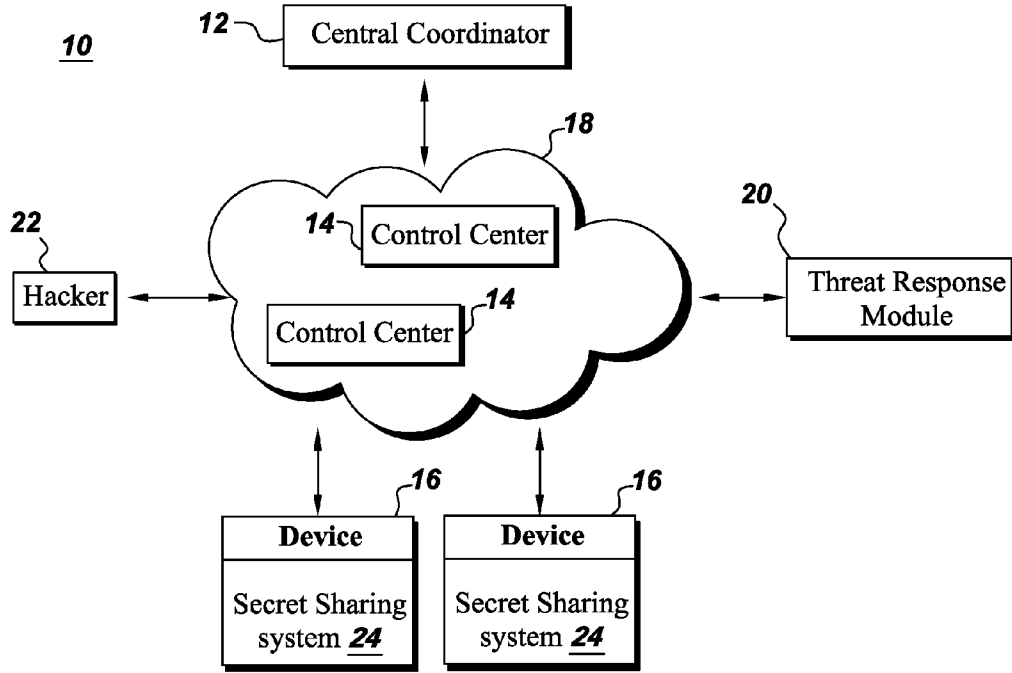 12
Central Coordinator
10
18
20
14
Control Center
22
Hacker
Threat Response
Module
14
Control Center
16
16
Device
Device
Secret Sharing
system 24
Secret Sharing
system 24